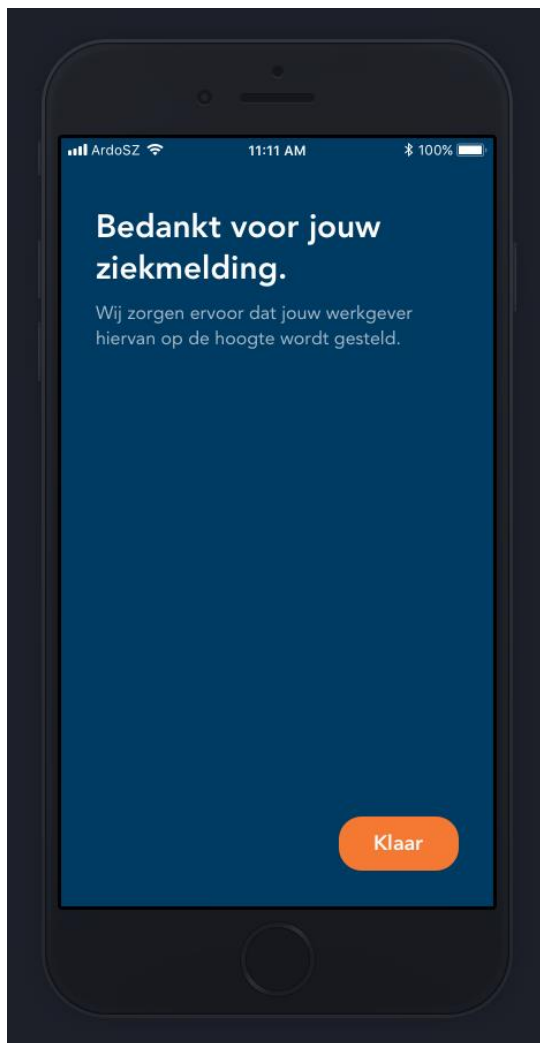 ArdoSZ 11:11 AM 100%
Bedankt voor jouw
ziekmelding.
Wij zorgen ervoor dat jouw werkgever
hiervan op de hoogte wordt gesteld.
Klaar